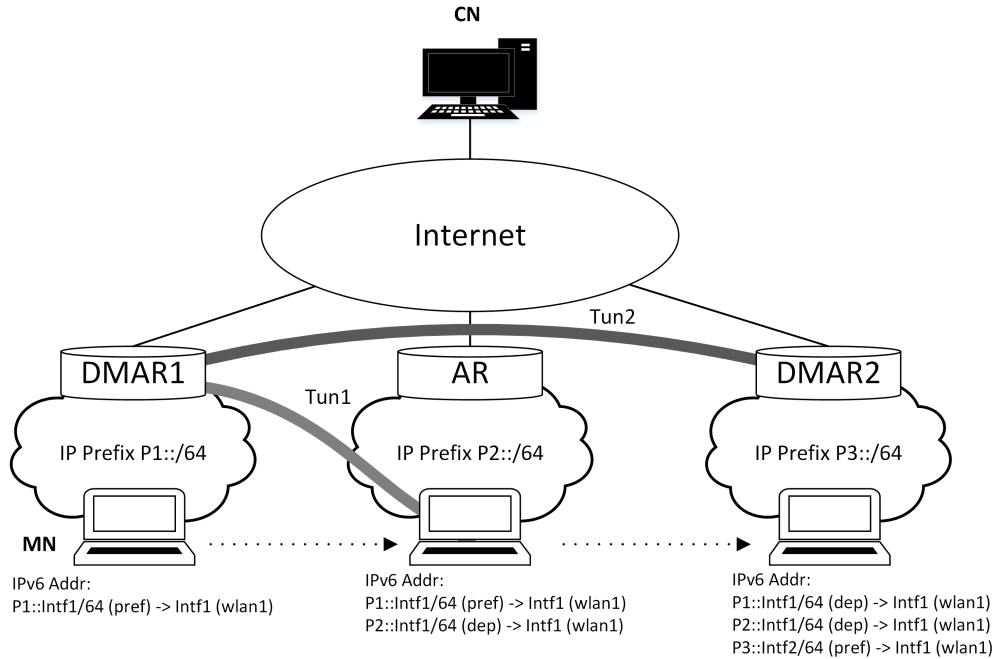 CN
Internet
Tun2
DMAR1
AR
DMAR2
Tun1
IP Prefix P1::/64
IP Prefix P2::/64
IP Prefix P3::/64
MN
IPv6 Addr:
P1::Intf1/64 (pref) -> Intf1 (wlan1)
IPv6 Addr:
P1::Intf1/64 (pref) -> Intf1 (wlan1)
P2::Intf1/64 (dep) -> Intf1 (wlan1)
IPv6 Addr:
P1::Intf1/64 (dep) -> Intf1 (wlan1)
P2::Intf1/64 (dep) -> Intf1 (wlan1)
P3::Intf2/64 (pref) -> Intf1 (wlan1)